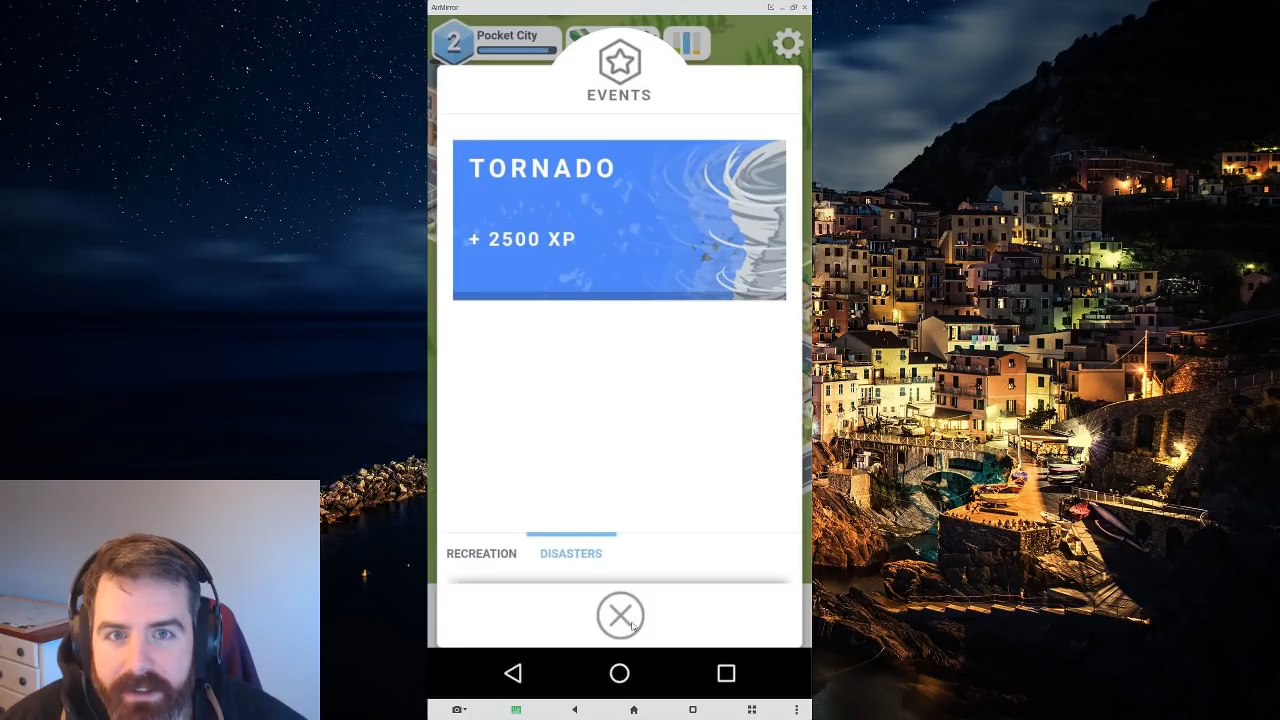 AirMirror
2
Pocket City
EVENTS
TORNADO
+ 2500 XP
RECREATION
DISASTERS